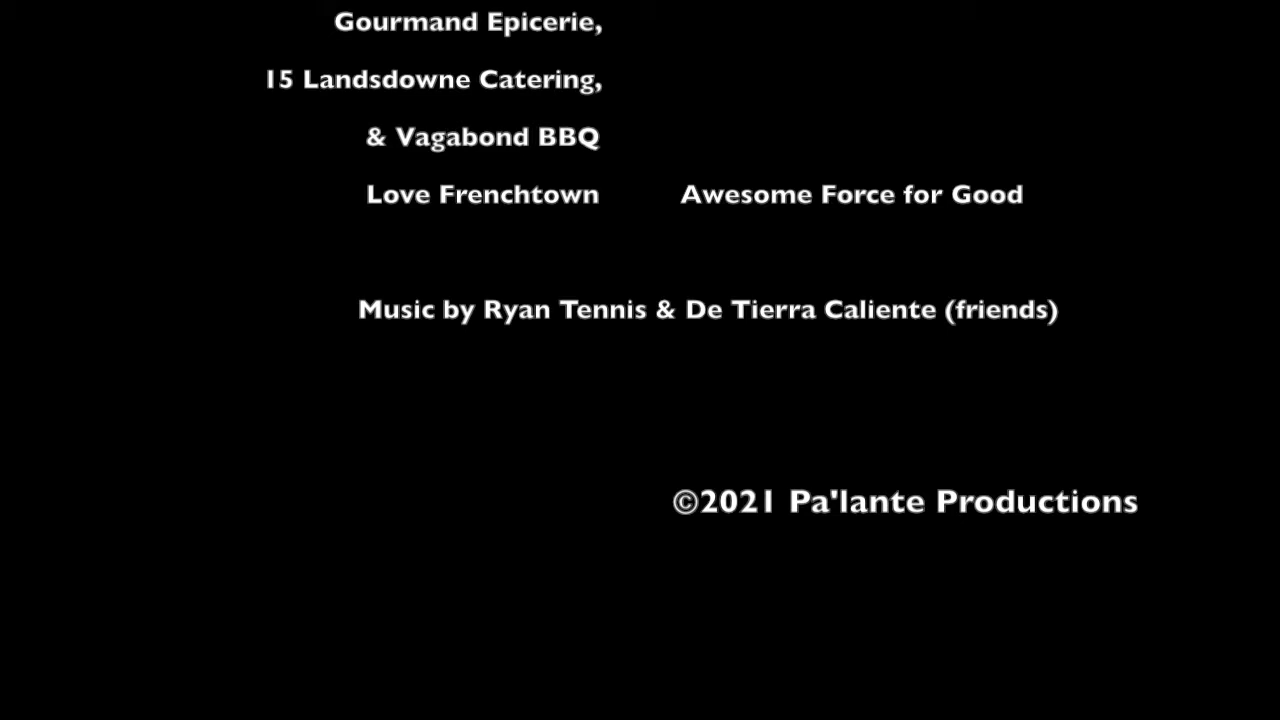 Gourmand Epicerie,
15 Landsdowne Catering,
& Vagabond BBQ
Love Frenchtown Awesome Force for Good
Music by Ryan Tennis & De Tierra Caliente (friends)
©2021 Pa'lante Productions